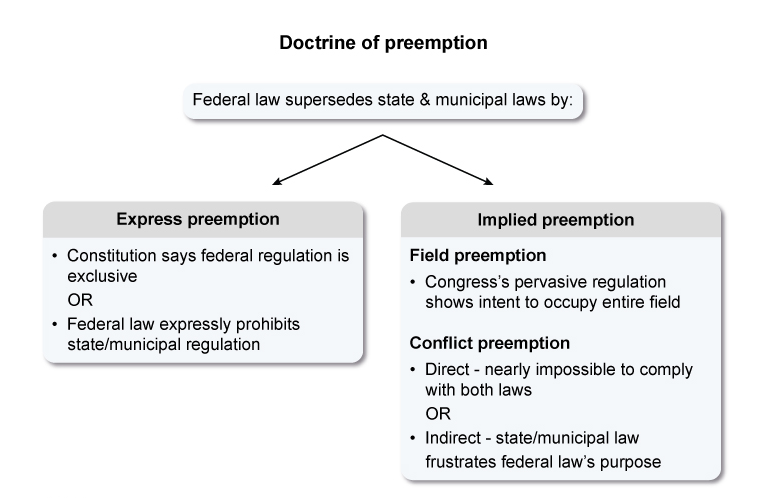 Doctrine of preemption
Federal law supersedes state & municipal laws by:
Express preemption
• Constitution says federal regulation is
exclusive
OR
• Federal law expressly prohibits
state/municipal regulation
Implied preemption
Field preemption
• Congress's pervasive regulation
shows intent to occupy entire field
Conflict preemption
• Direct - nearly impossible to comply
with both laws
OR
• Indirect - state/municipal law
frustrates federal law's purpose